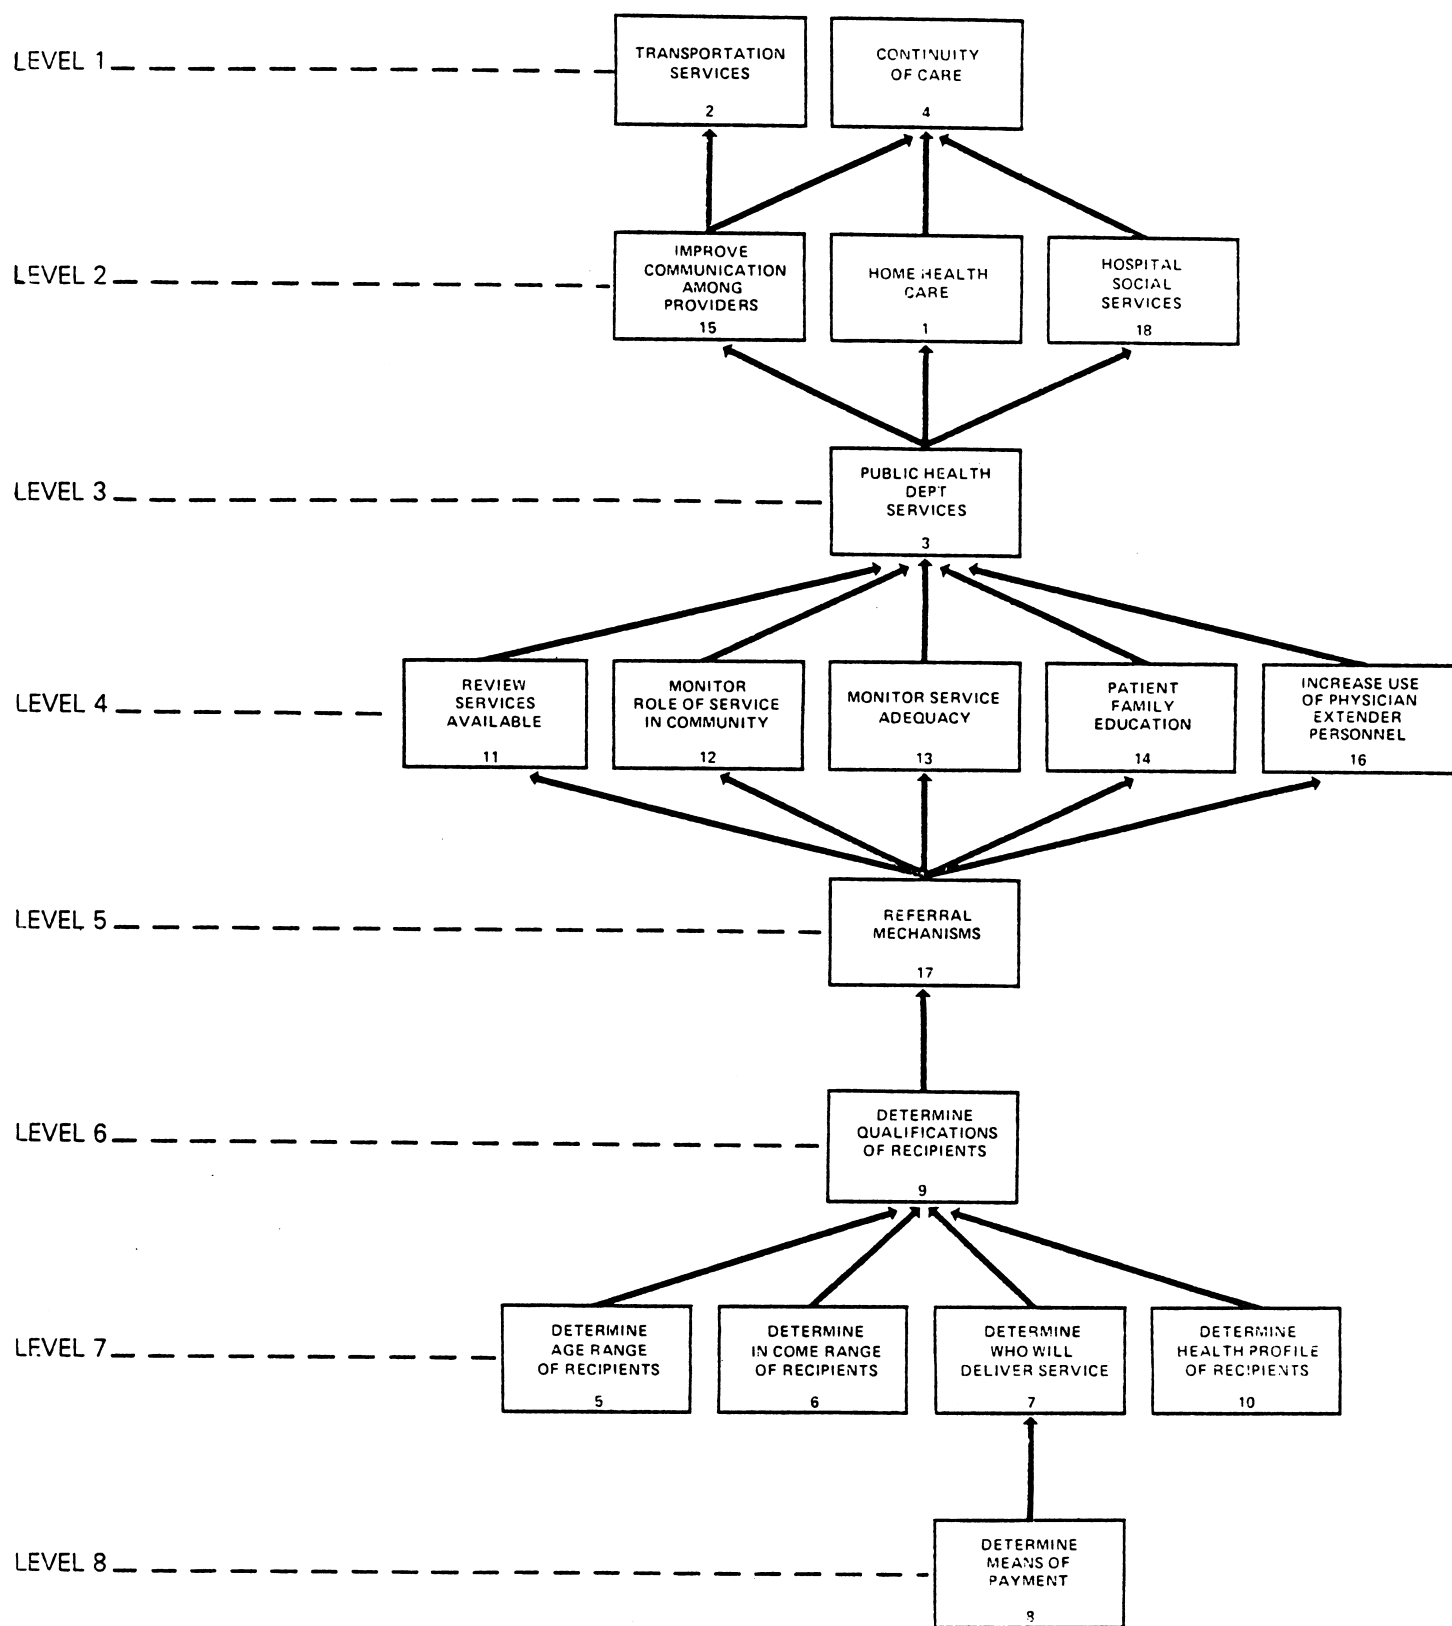 LEVEL 1
TRANSPORTATION
SERVICES
2
CONTINUITY
OF CARE
4
LEVEL 2
IMPROVE
COMMUNICATION
AMONG
PROVIDERS
15
HOME HEALTH
CARE
1
HOSPITAL
SOCIAL
SERVICES
18
LEVEL 3
PUBLIC HEALTH
DEPT
SERVICES
3
LEVEL 4
REVIEW
SERVICES
AVAILABLE
11
MONITOR
ROLE OF SERVICE
IN COMMUNITY
12
MONITOR SERVICE
ADEQUACY
13
PATIENT
FAMILY
EDUCATION
14
INCREASE USE
OF PHYSICIAN
EXTENDER
PERSONNEL
16
LEVEL 5
REFERRAL
MECHANISMS
17
LEVEL 6
DETERMINE
QUALIFICATIONS
OF RECIPIENTS
9
LEVEL 7
DETERMINE
AGE RANGE
OF RECIPIENTS
5
DETERMINE
IN COME RANGE
OF RECIPIENTS
6
DETERMINE
WHO WILL
DELIVER SERVICE
7
DETERMINE
HEALTH PROFILE
OF RECIPIENTS
10
LEVEL 8
DETERMINE
MEANS OF
PAYMENT
8